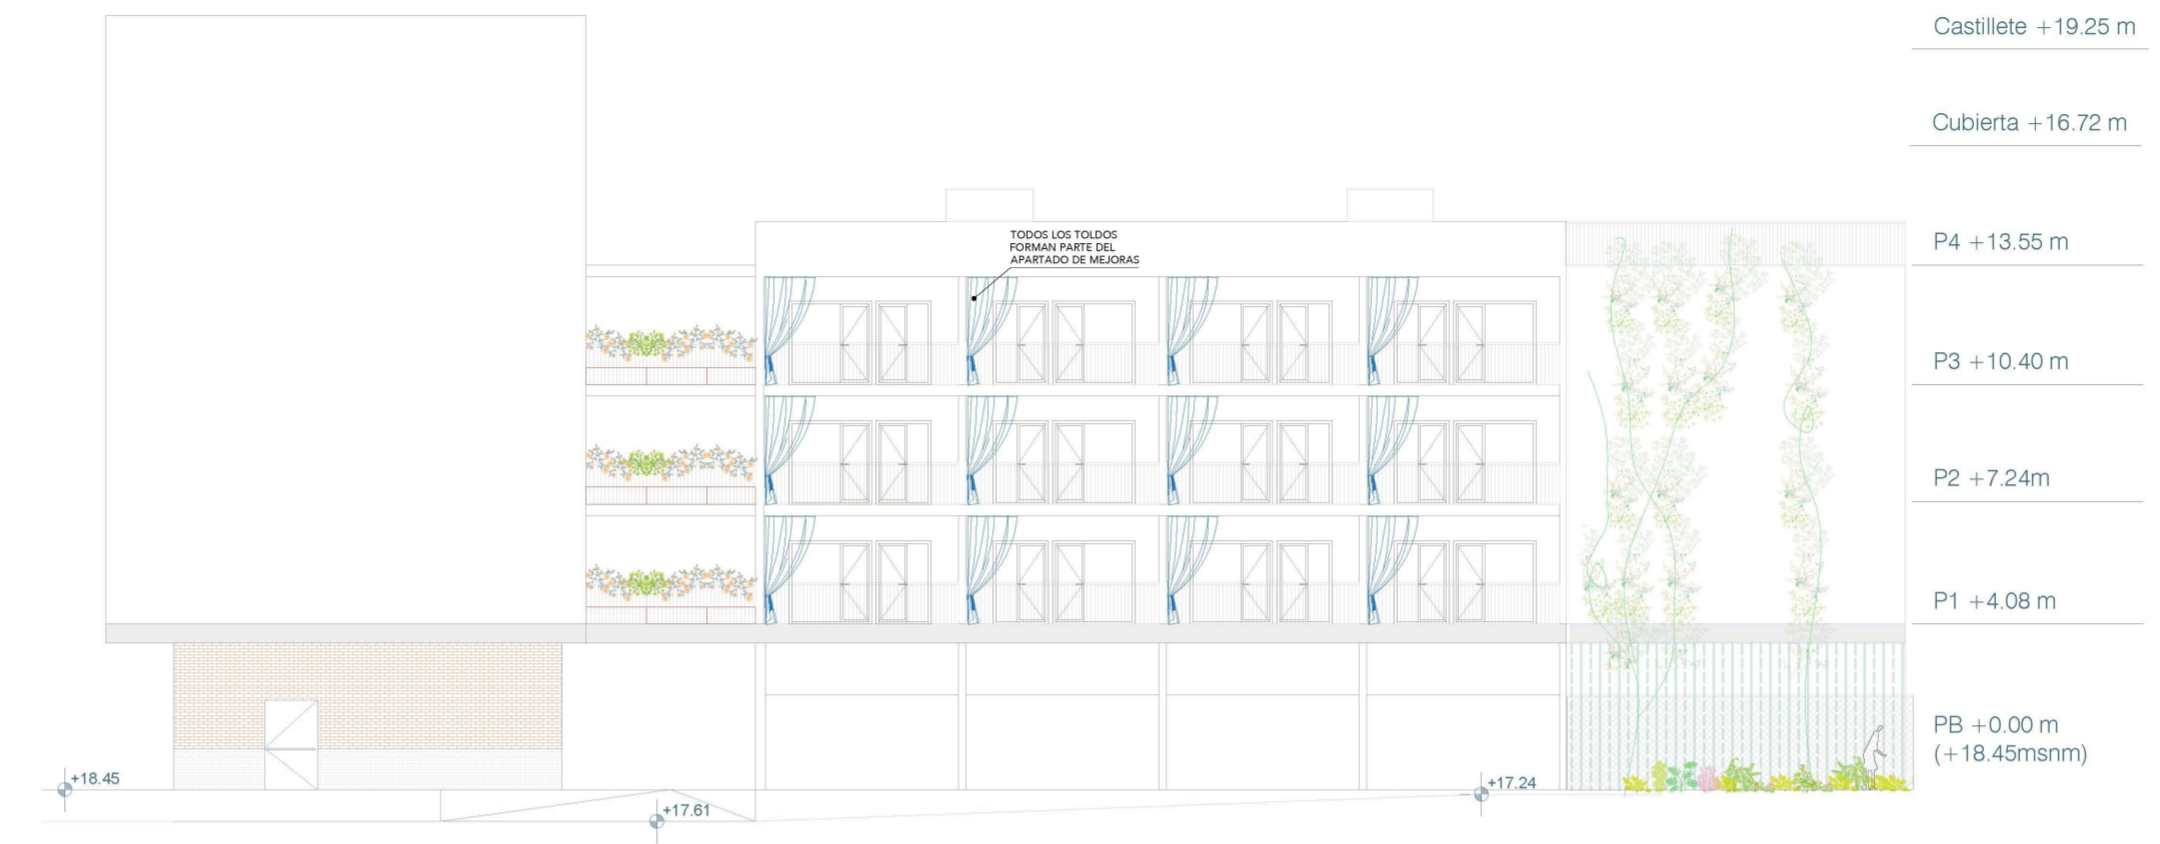 Castillete +19.25 m
Cubierta +16.72 m
TODOS LOS TOLDOS
FORMAN PARTE DEL
APARTADO DE MEJORAS
P4 +13.55 m
P3 +10.40 m
P2 +7.24m
P1 +4.08 m
PB +0.00 m
(+18.45msnm)
+18.45
+17.61
+17.24